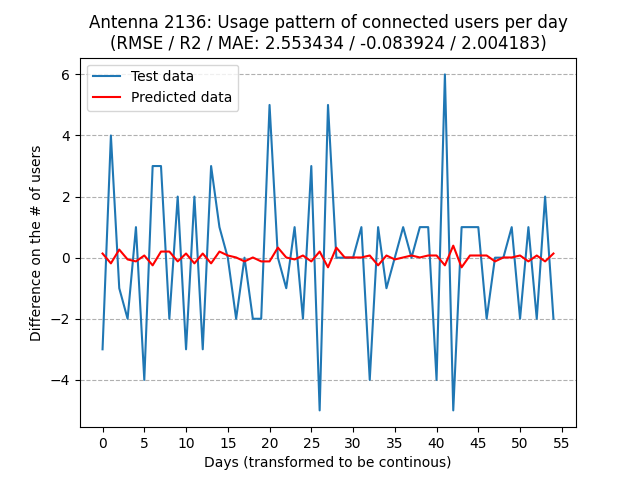 Antenna 2136: Usage pattern of connected users per day
(RMSE / R2 / MAE: 2.553434 / -0.083924 / 2.004183)
Test data
Predicted data
Difference on the # of users
6
4
2
0
−2
−4
0 5 10 15 20 25 30 35 40 45 50 55
Days (transformed to be continous)